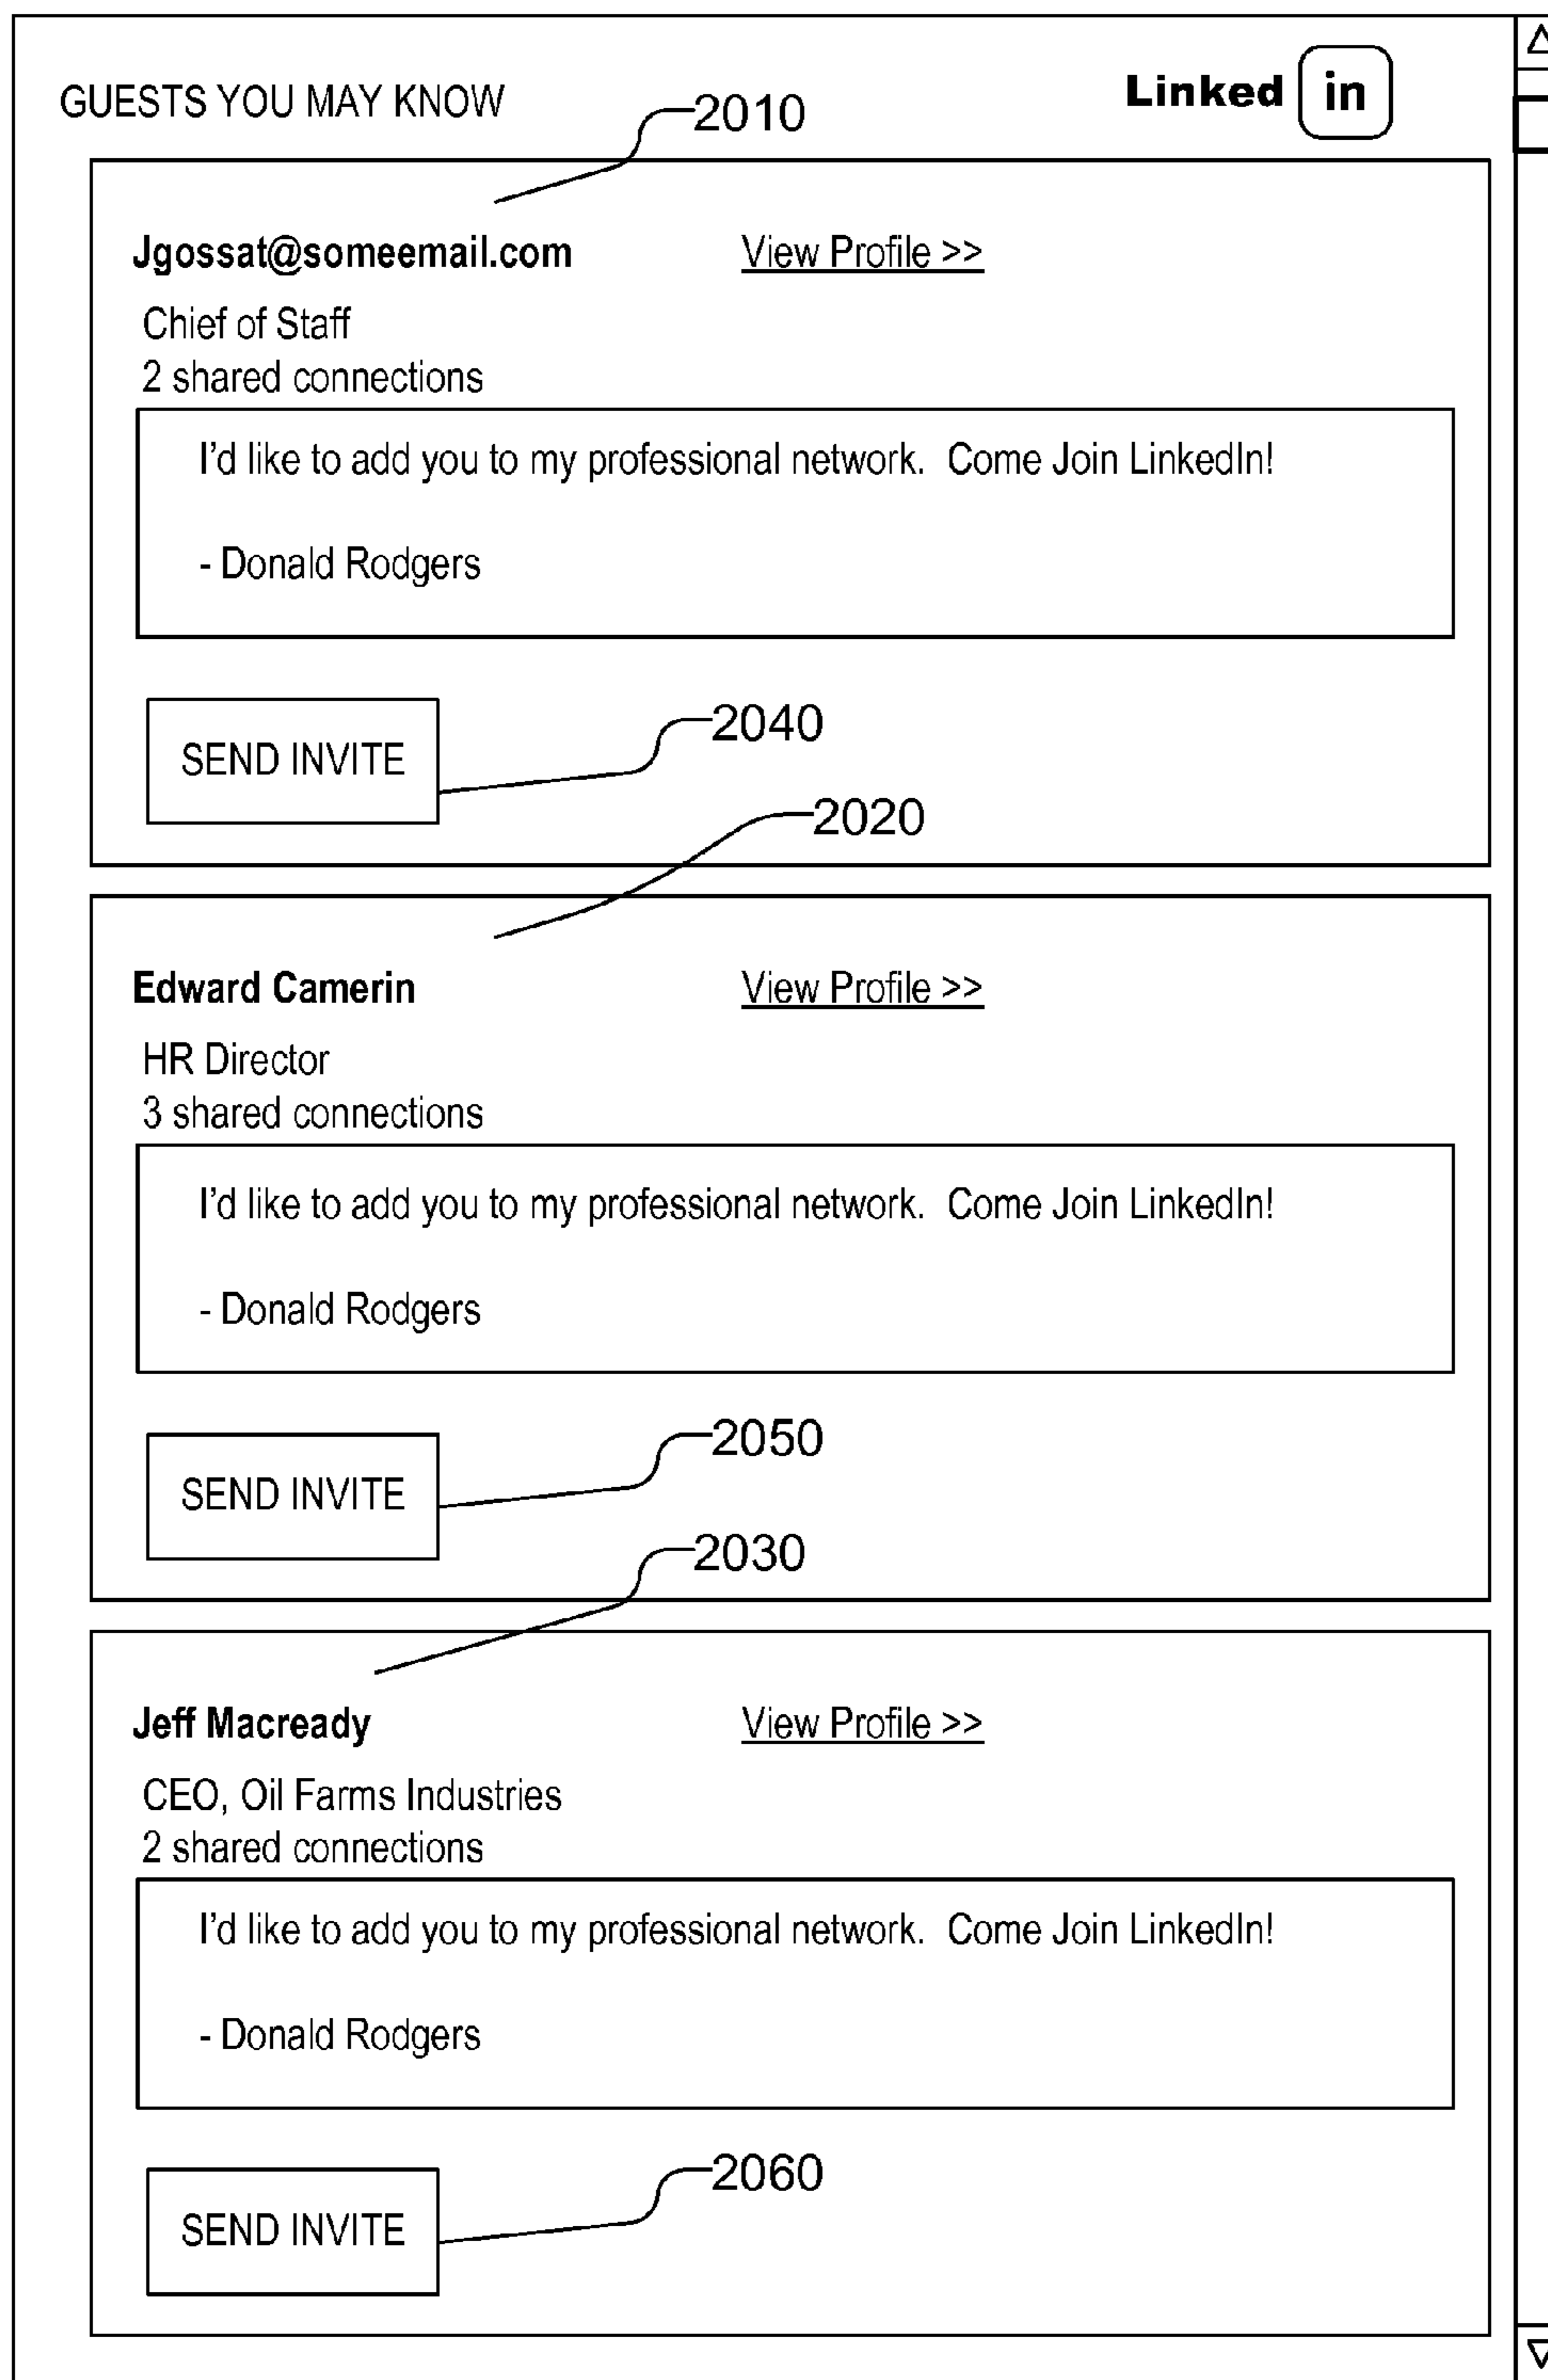 GUESTS YOU MAY KNOW
Linked in
2010
Jgossat@someemail.com View Profile >>
Chief of Staff
2 shared connections
I'd like to add you to my professional network. Come Join LinkedIn!
- Donald Rodgers
2040
SEND INVITE
2020
Edward Camerin View Profile >>
HR Director
3 shared connections
I'd like to add you to my professional network. Come Join LinkedIn!
- Donald Rodgers
2050
SEND INVITE
2030
Jeff Macready View Profile >>
CEO, Oil Farms Industries
2 shared connections
I'd like to add you to my professional network. Come Join LinkedIn!
- Donald Rodgers
2060
SEND INVITE